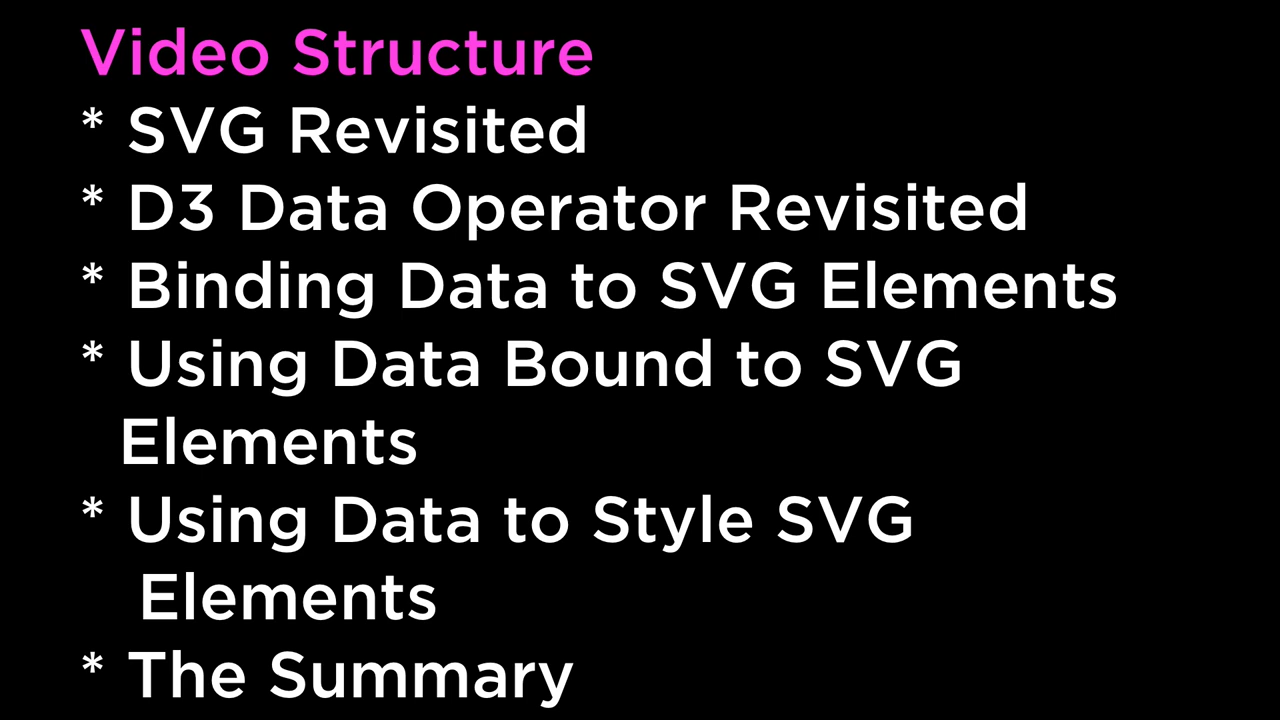 Video Structure
* SVG Revisited
* D3 Data Operator Revisited
* Binding Data to SVG Elements
* Using Data Bound to SVG
Elements
* Using Data to Style SVG
Elements
* The Summary